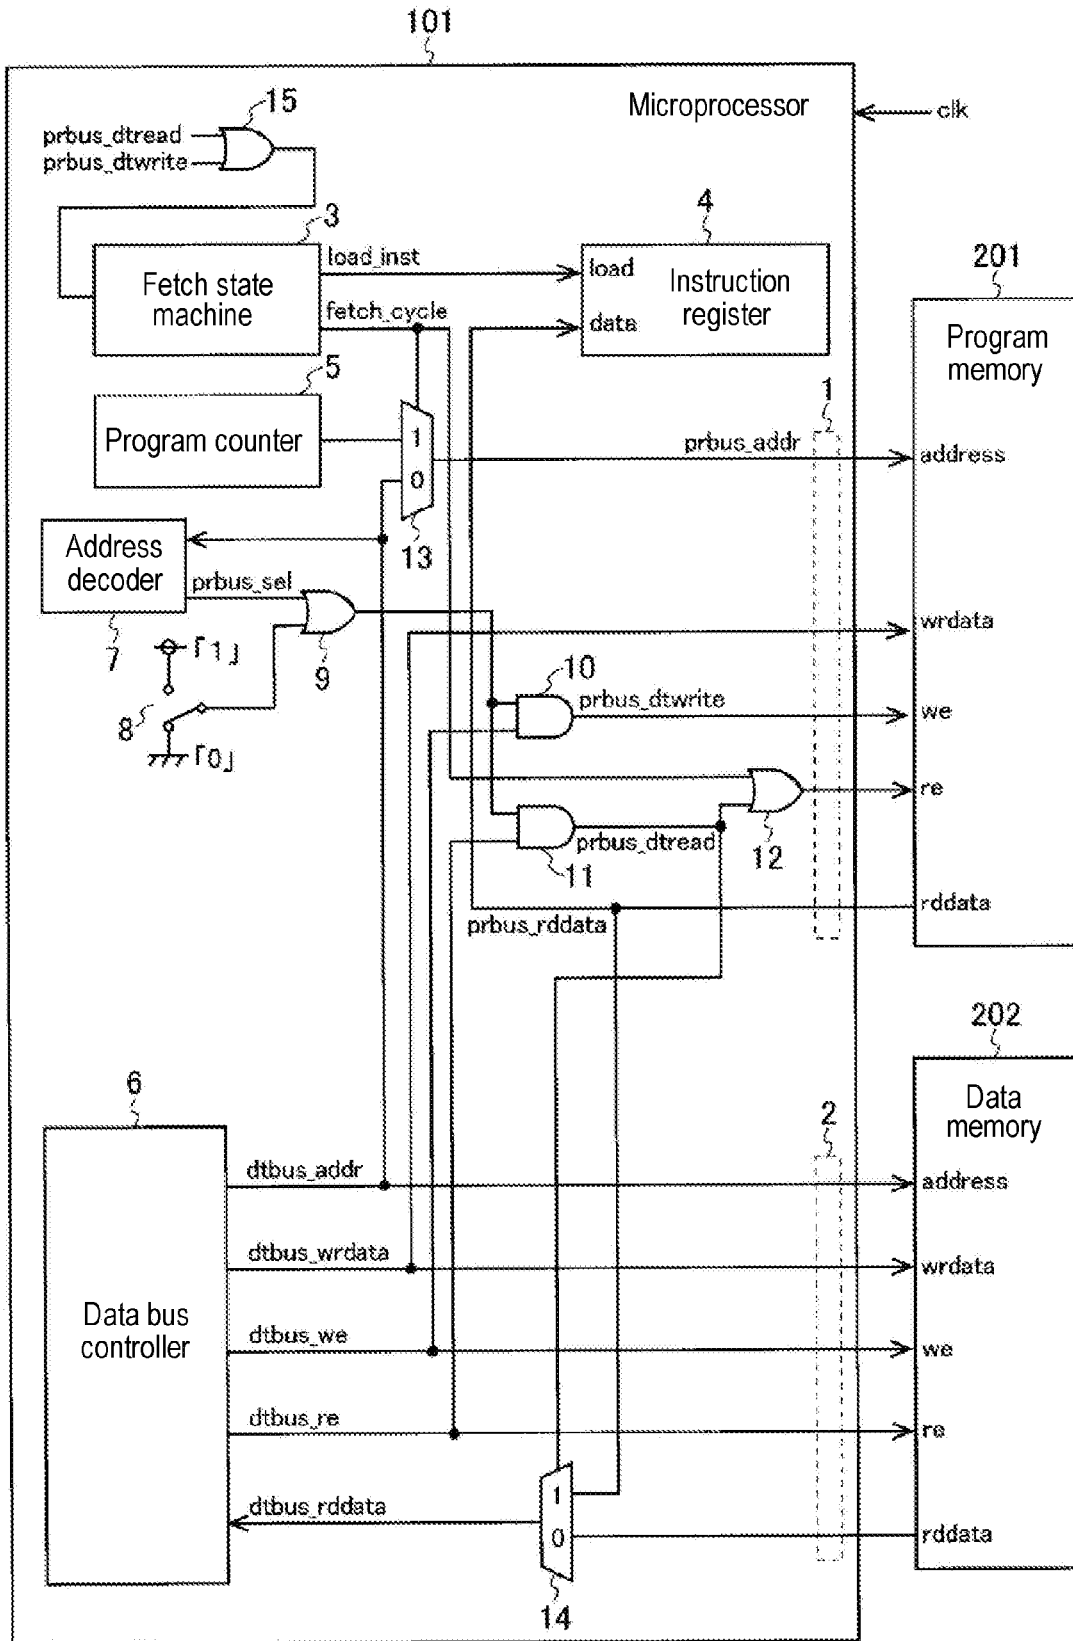 101
Microprocessor
clk
15
prbus_dtread
prbus_dtwrite
3
Fetch state
machine
load_inst
fetch_cycle
4
load
data
Instruction
register
201
Program
memory
5
Program counter
1
0
13
prbus_addr
1
address
Address
decoder
7
prbus_sel
9
「1」
8
「0」
wrdata
10
prbus_dtwrite
we
re
12
prbus_dtread
11
prbus_rddata
rddata
202
Data
memory
6
Data bus
controller
2
dtbus_addr
address
dtbus_wrdata
wrdata
dtbus_we
we
dtbus_re
re
dtbus_rddata
1
0
rddata
14